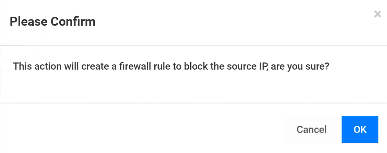 Please Confirm
×
This action will create a firewall rule to block the source IP, are you sure?
Cancel
OK